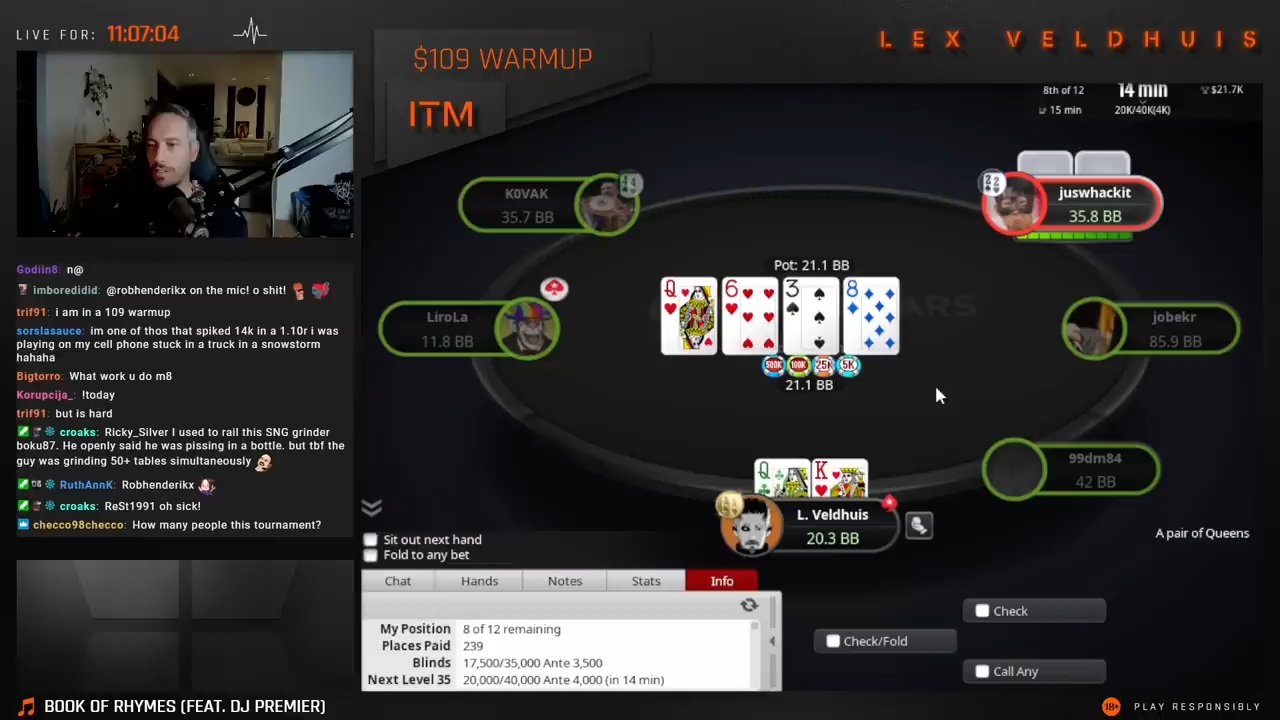 LIVE FOR: 11:07:04
$109 WARMUP
ITM
LEX VELDHUIS
8th of 12 14 min $21.7K
15 min 20K/40K(4K)
K0VAK
35.7 BB
juswhackit
35.8 BB
Pot: 21.1 BB
Q 6 3 8
LiroLa
11.8 BB
jobekr
85.9 BB
500K 100K 25K 5K
21.1 BB
99dm84
42 BB
Q K
L. Veldhuis
20.3 BB
A pair of Queens
Godiin8: n@
imboredidid: @robhenderikx on the mic! o shit!
trif91: i am in a 109 warmup
sorslasauce: im one of thos that spiked 14k in a 1.10r i was
playing on my cell phone stuck in a truck in a snowstorm
hahaha
Bigtorro: What work u do m8
Korupcija_: !today
trif91: but is hard
croaks: Ricky_Silver I used to rail this SNG grinder
boku87. He openly said he was pissing in a bottle. but tbf the
guy was grinding 50+ tables simultaneously
RuthAnnK: Robhenderikx
croaks: ReSt1991 oh sick!
checco98checco: How many people this tournament?
Sit out next hand
Fold to any bet
Chat Hands Notes Stats Info
My Position 8 of 12 remaining
Places Paid 239
Blinds 17,500/35,000 Ante 3,500
Next Level 35 20,000/40,000 Ante 4,000 (in 14 min)
Check
Check/Fold
Call Any
BOOK OF RHYMES (FEAT. DJ PREMIER)
18+ PLAY RESPONSIBLY